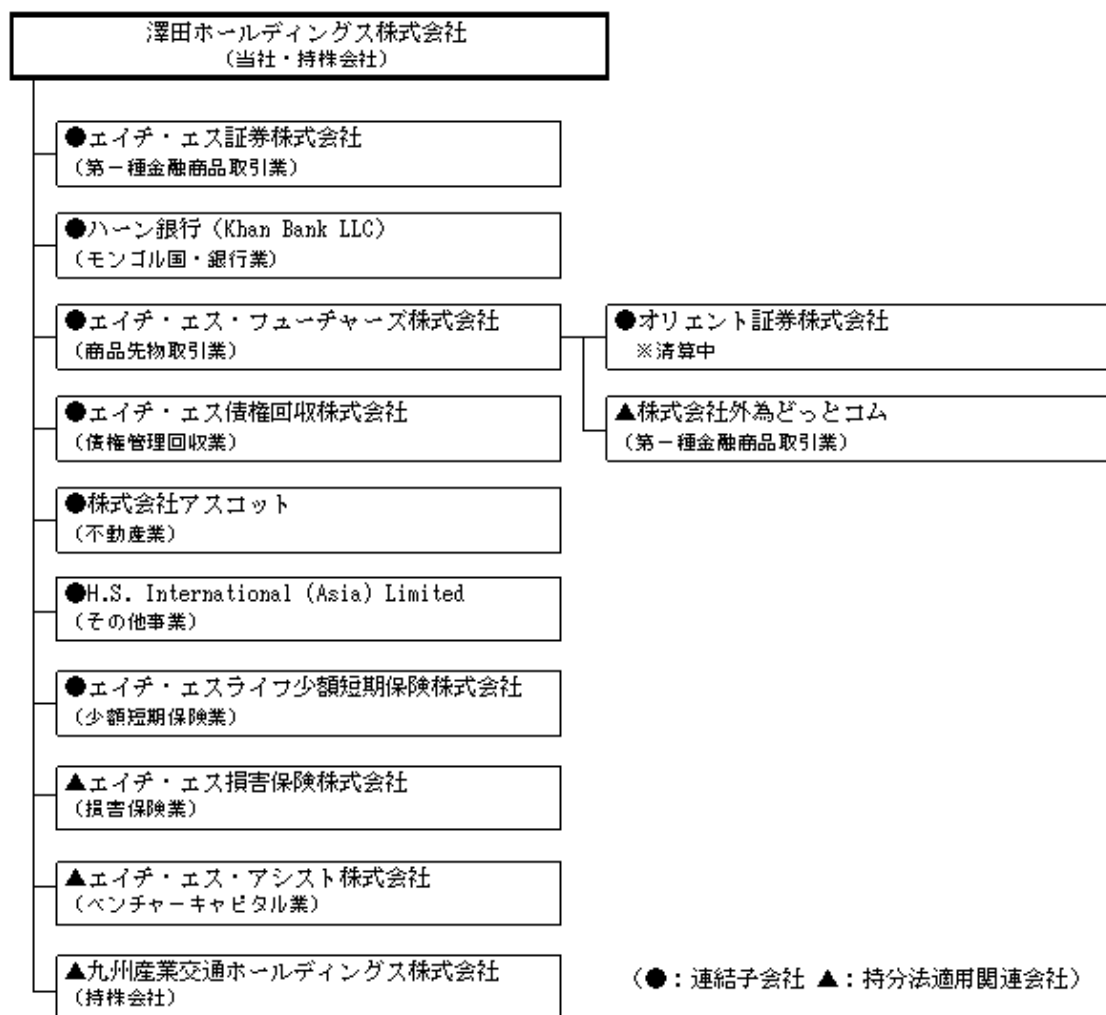 澤田ホールディングス株式会社
(当社・持株会社)
●エイチ・エス証券株式会社
(第一種金融商品取引業)
●ハーン銀行 (Khan Bank LLC)
(モンゴル国・銀行業)
●エイチ・エス・フューチャーズ株式会社
(商品先物取引業)
●オリエント証券株式会社
※清算中
●エイチ・エス債権回収株式会社
(債権管理回収業)
▲株式会社外為どっとコム
(第一種金融商品取引業)
●株式会社アスコット
(不動産業)
●H.S. International (Asia) Limited
(その他事業)
●エイチ・エスライフ少額短期保険株式会社
(少額短期保険業)
▲エイチ・エス損害保険株式会社
(損害保険業)
▲エイチ・エス・アシスト株式会社
(ベンチャーキャピタル業)
▲九州産業交通ホールディングス株式会社
(持株会社)
(●:連結子会社 ▲:持分法適用関連会社)